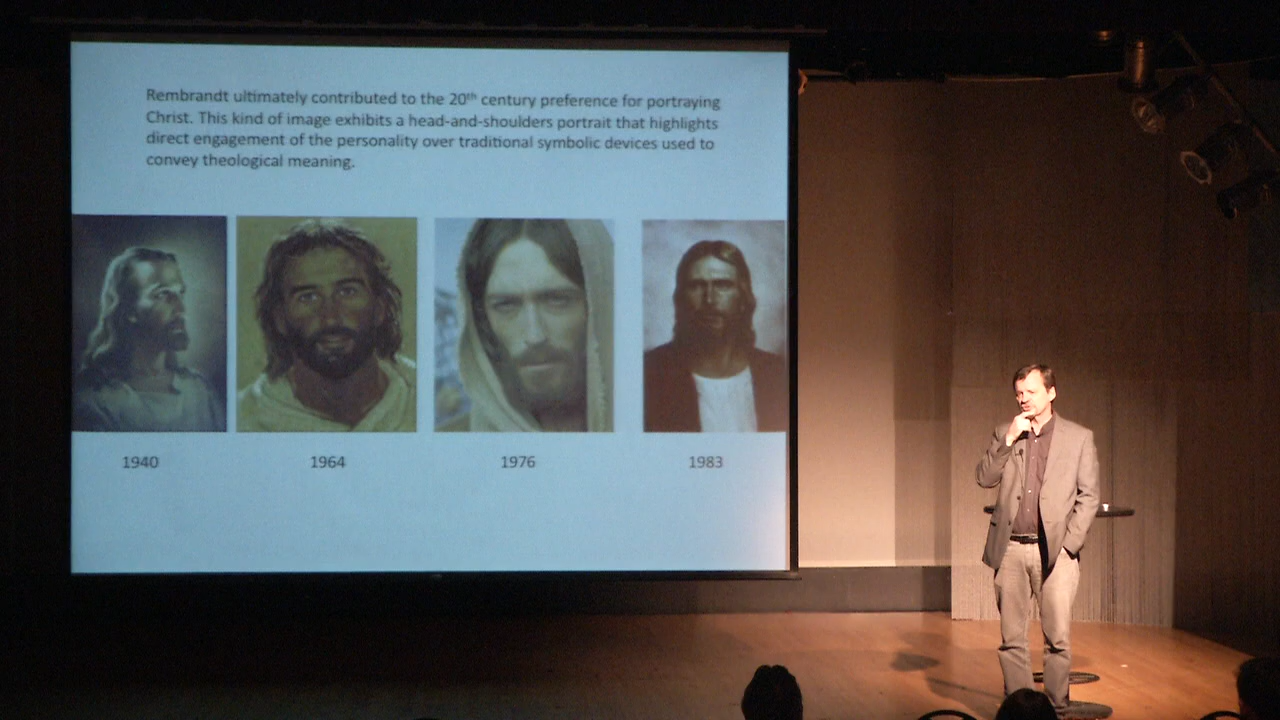 Rembrandt ultimately contributed to the 20th century preference for portraying
Christ. This kind of image exhibits a head-and-shoulders portrait that highlights
direct engagement of the personality over traditional symbolic devices used to
convey theological meaning.
1940 1964 1976 1983